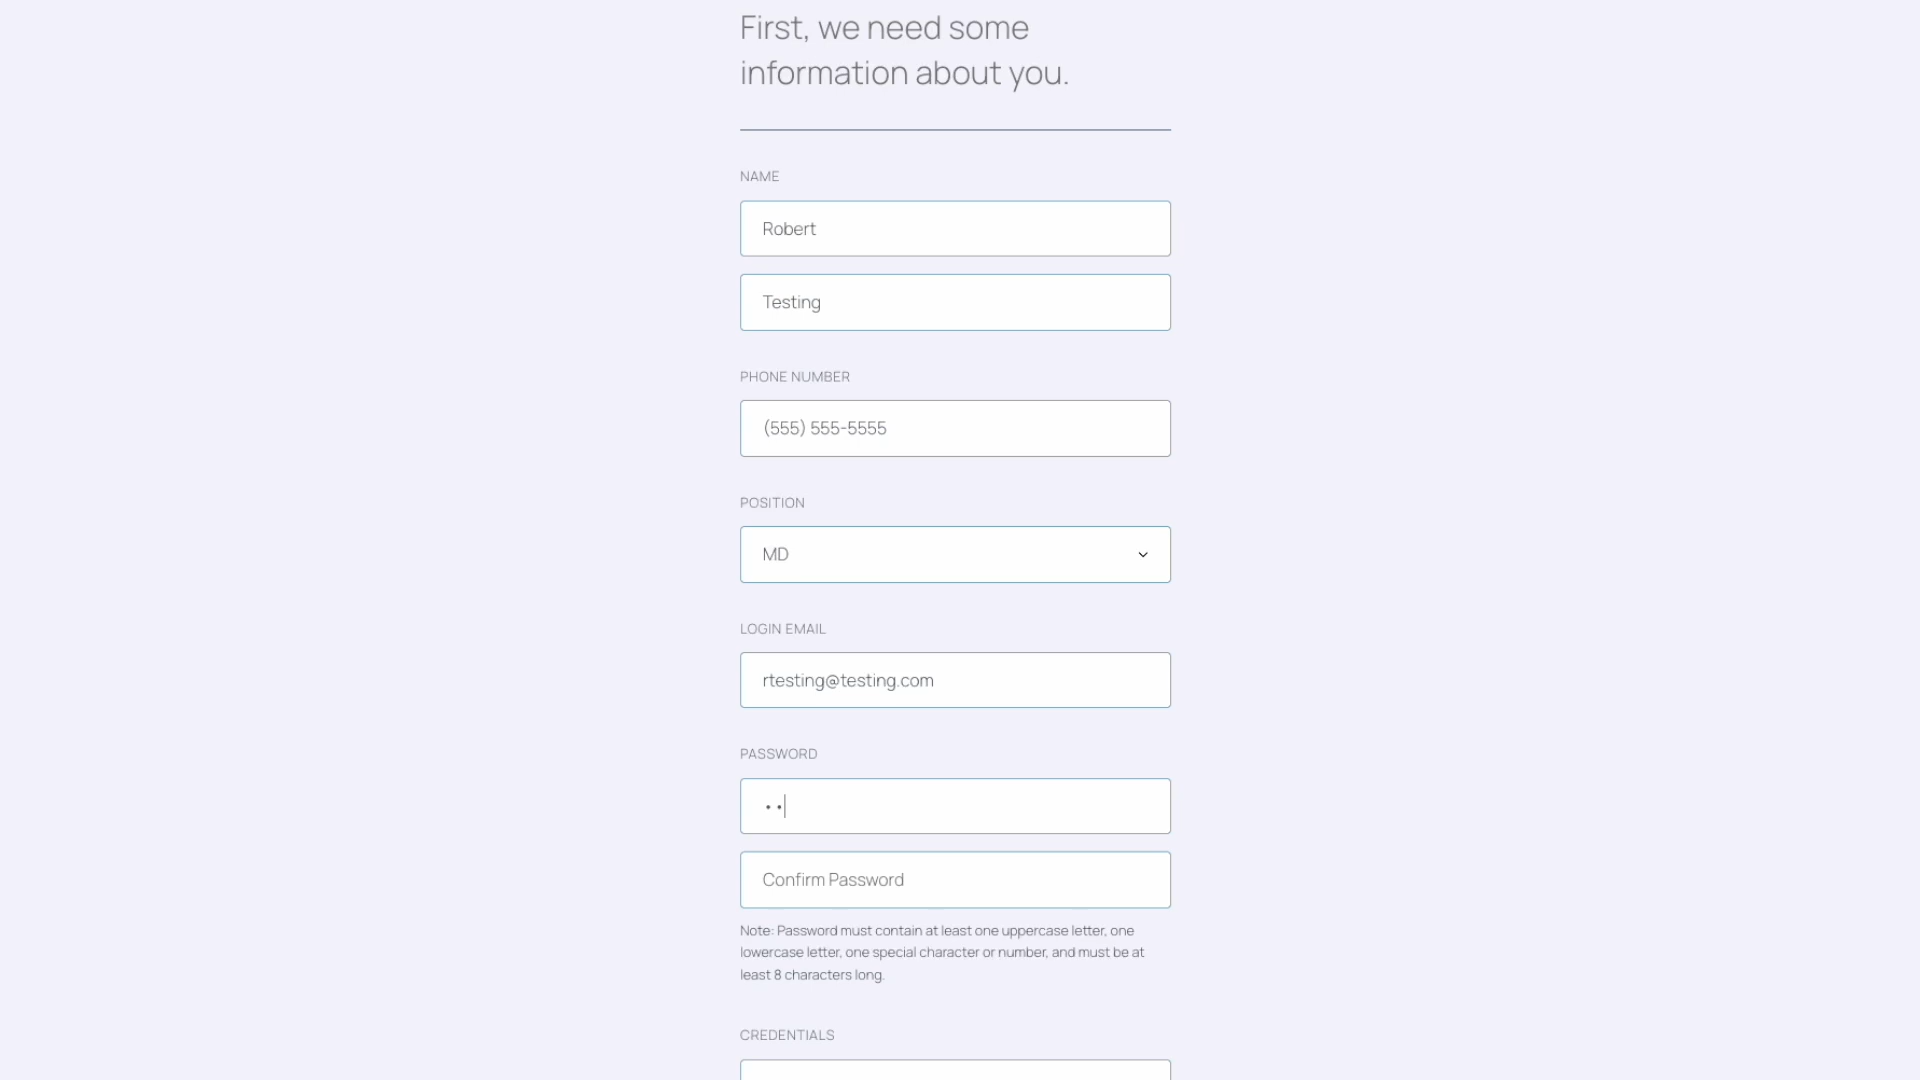 First, we need some
information about you.
NAME
Robert
Testing
PHONE NUMBER
(555) 555-5555
POSITION
MD
LOGIN EMAIL
rtesting@testing.com
PASSWORD
••
Confirm Password
Note: Password must contain at least one uppercase letter, one
lowercase letter, one special character or number, and must be at
least 8 characters long.
CREDENTIALS